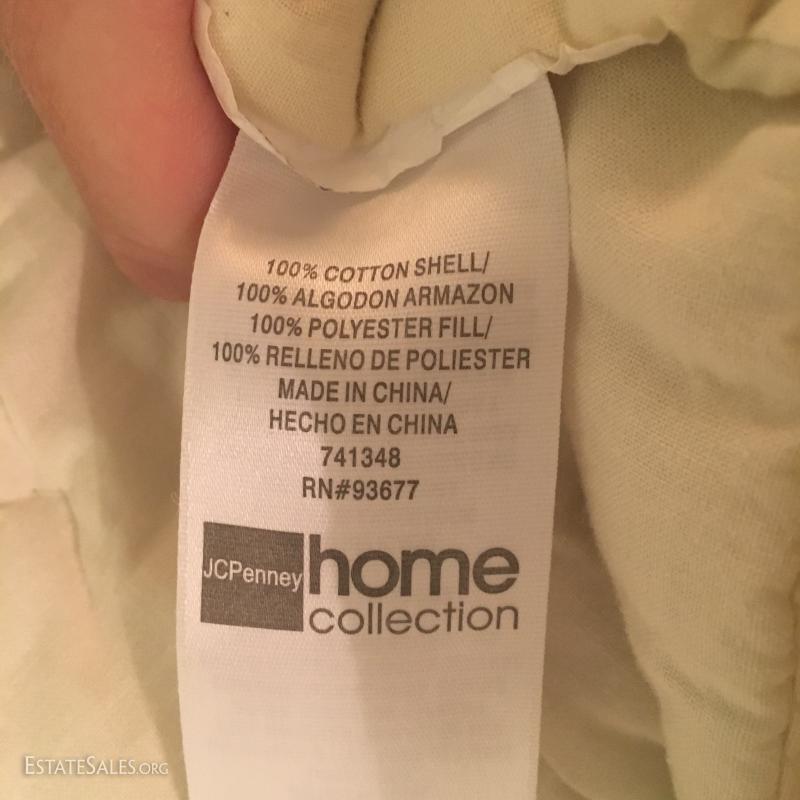 100% COTTON SHELL/
100% ALGODON ARMAZON
100% POLYESTER FILL/
100% RELLENO DE POLIESTER
MADE IN CHINA/
HECHO EN CHINA
741348
RN#93677
JCPenney home
collection
ESTATESALES.ORG